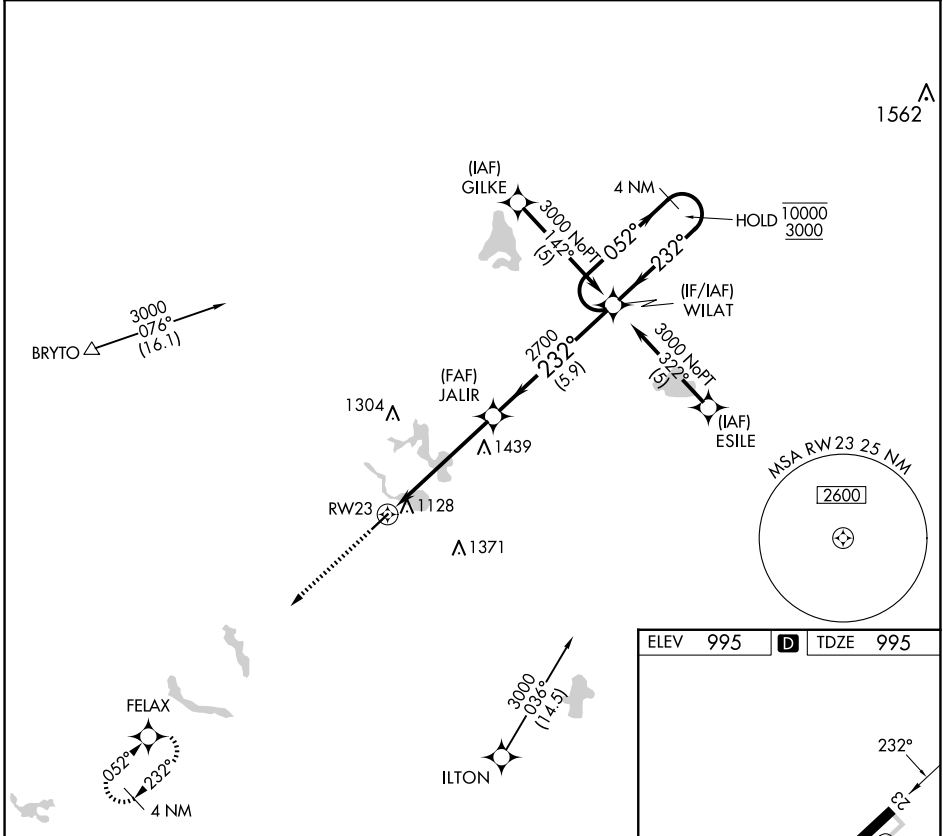 1562
(IAF)
GILKE
4 NM
HOLD 10000
3000
3000 NoPT
142°
(5)
052°
232°
(IF/IAF)
WILAT
3000
076°
(16.1)
BRYTO
2700
232°
(5.9)
3000 NoPT
322°
(5)
(FAF)
JALIR
1304
1439
(IAF)
ESILE
MSA RW23 25 NM
2600
RW23
1128
1371
ELEV 995 D TDZE 995
3000
036°
(14.5)
FELAX
052°
232°
4 NM
ILTON
232°
23